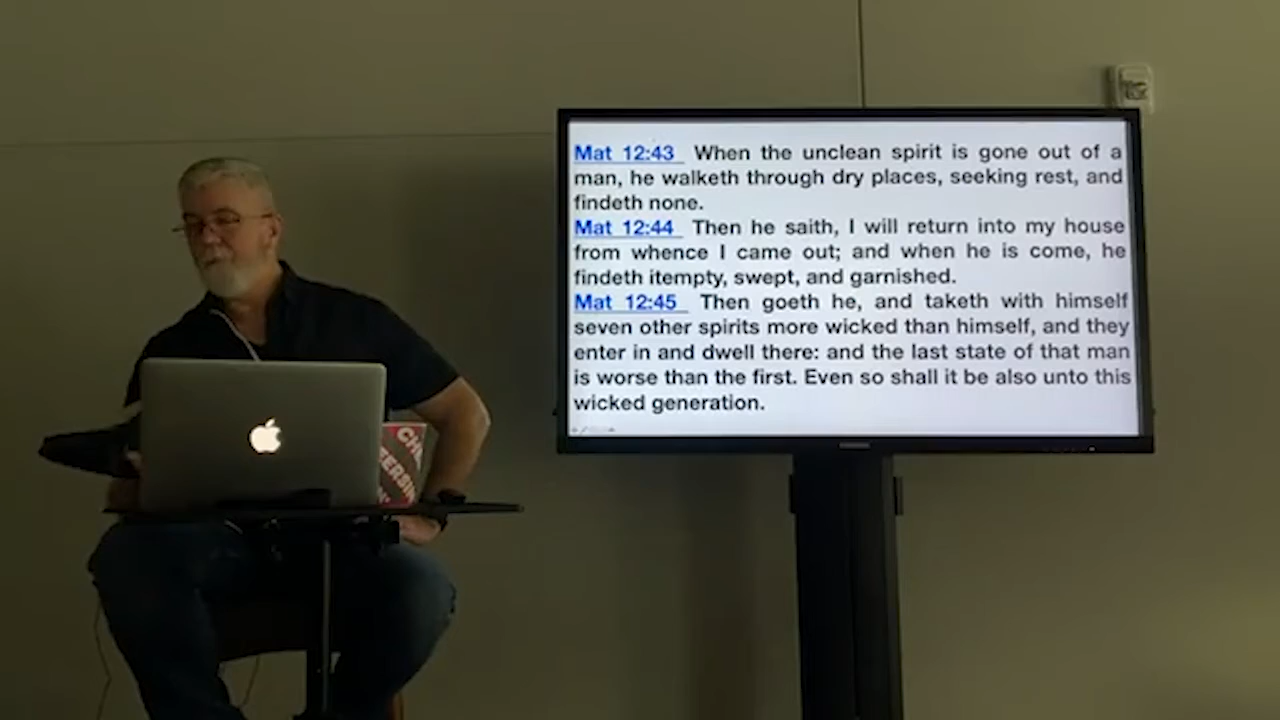 Mat 12:43 When the unclean spirit is gone out of a
man, he walketh through dry places, seeking rest, and
findeth none.
Mat 12:44 Then he saith, I will return into my house
from whence I came out; and when he is come, he
findeth itempty, swept, and garnished.
Mat 12:45 Then goeth he, and taketh with himself
seven other spirits more wicked than himself, and they
enter in and dwell there: and the last state of that man
is worse than the first. Even so shall it be also unto this
wicked generation.